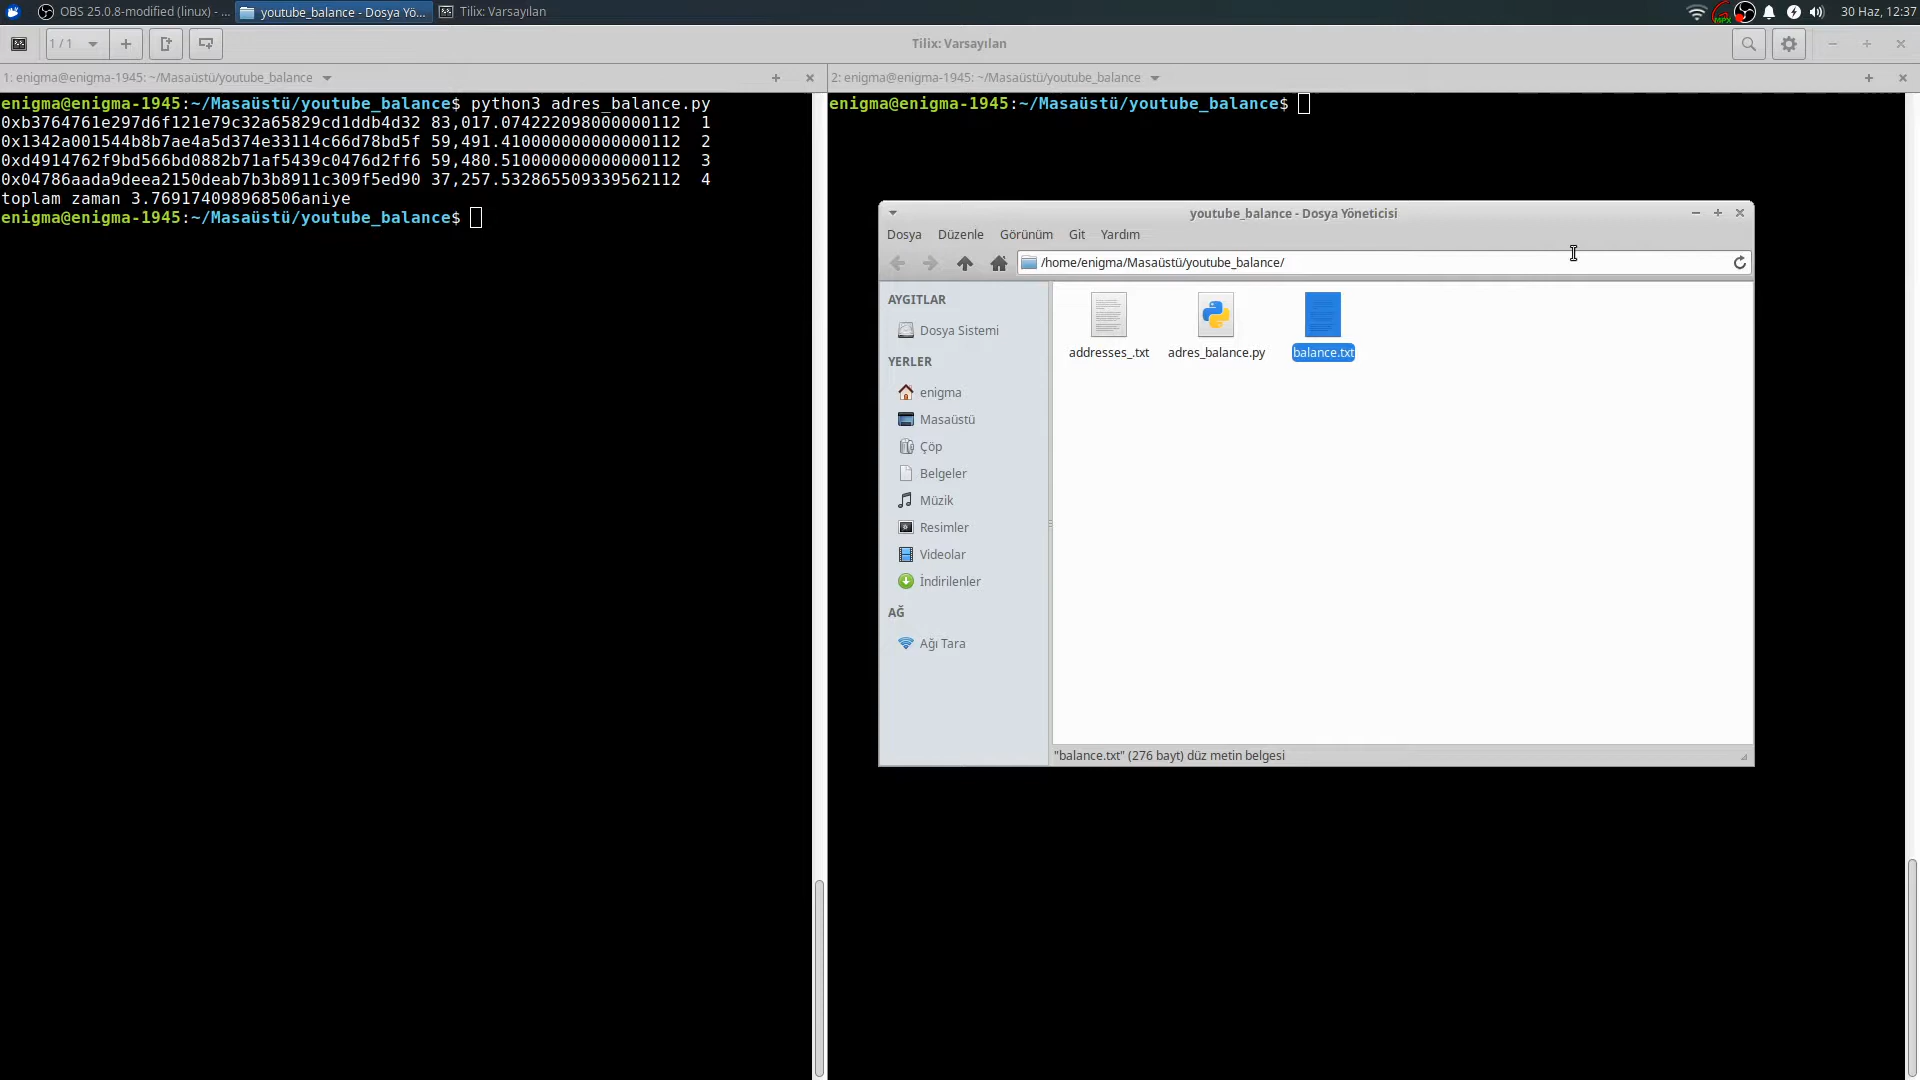 OBS 25.0.8-modified (linux) - ...
youtube_balance - Dosya Yö...
Tilix: Varsayılan
30 Haz, 12:37
1 / 1
Tilix: Varsayılan
1: enigma@enigma-1945: ~/Masaüstü/youtube_balance
2: enigma@enigma-1945: ~/Masaüstü/youtube_balance
enigma@enigma-1945:~/Masaüstü/youtube_balance$ python3 adres_balance.py
0xb3764761e297d6f121e79c32a65829cd1ddb4d32 83,017.074222098000000112  1
0x1342a001544b8b7ae4a5d374e33114c66d78bd5f 59,491.410000000000000112  2
0xd4914762f9bd566bd0882b71af5439c0476d2ff6 59,480.510000000000000112  3
0x04786aada9deea2150deab7b3b8911c309f5ed90 37,257.532865509339562112  4
toplam zaman 3.769174098968506aniye
enigma@enigma-1945:~/Masaüstü/youtube_balance$
enigma@enigma-1945:~/Masaüstü/youtube_balance$
youtube_balance - Dosya Yöneticisi
Dosya Düzenle Görünüm Git Yardım
/home/enigma/Masaüstü/youtube_balance/
AYGITLAR
Dosya Sistemi
YERLER
enigma
Masaüstü
Çöp
Belgeler
Müzik
Resimler
Videolar
İndirilenler
AĞ
Ağı Tara
addresses_.txt
adres_balance.py
balance.txt
"balance.txt" (276 bayt) düz metin belgesi